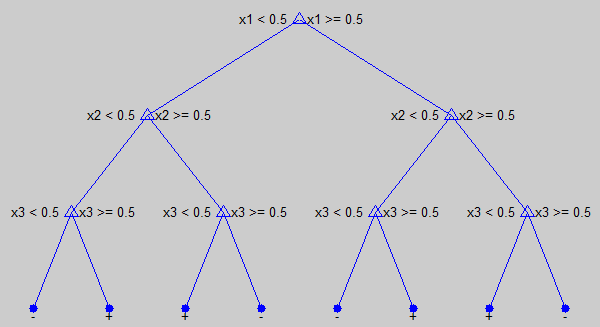 x1 < 0.5 x1 >= 0.5
x2 < 0.5 x2 >= 0.5 x2 < 0.5 x2 >= 0.5
x3 < 0.5 x3 >= 0.5 x3 < 0.5 x3 >= 0.5 x3 < 0.5 x3 >= 0.5 x3 < 0.5 x3 >= 0.5
- + + - - + + -